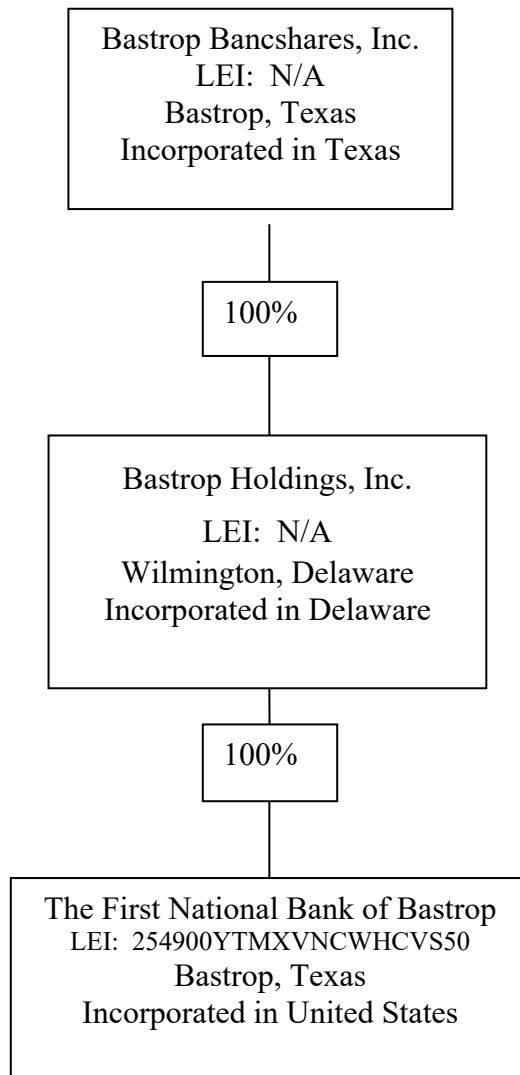 Bastrop Bancshares, Inc.
LEI: N/A
Bastrop, Texas
Incorporated in Texas
100%
Bastrop Holdings, Inc.
LEI: N/A
Wilmington, Delaware
Incorporated in Delaware
100%
The First National Bank of Bastrop
LEI: 254900YTMXVNCWHCVS50
Bastrop, Texas
Incorporated in United States